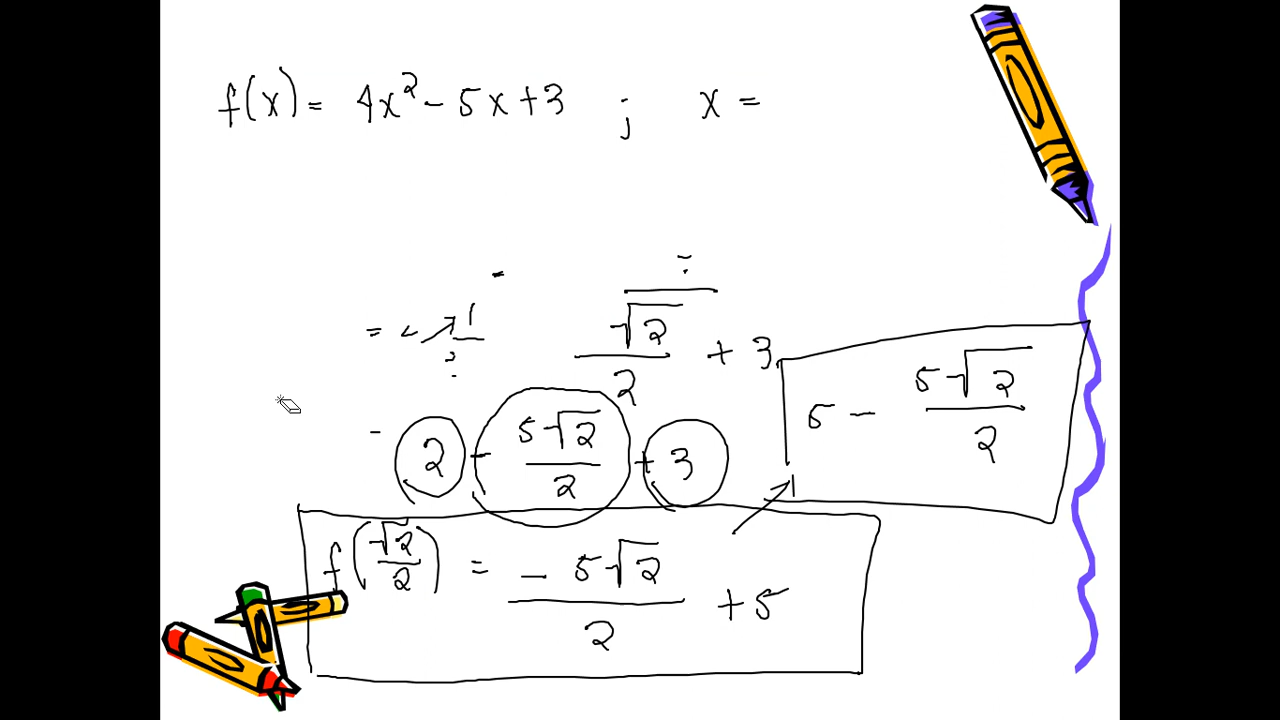 f(x) = 4x² - 5x + 3 ; x =
√2/2 + 3
2 - 5√2/2 + 3
5 - 5√2/2
f(√2/2) = -5√2/2 + 5